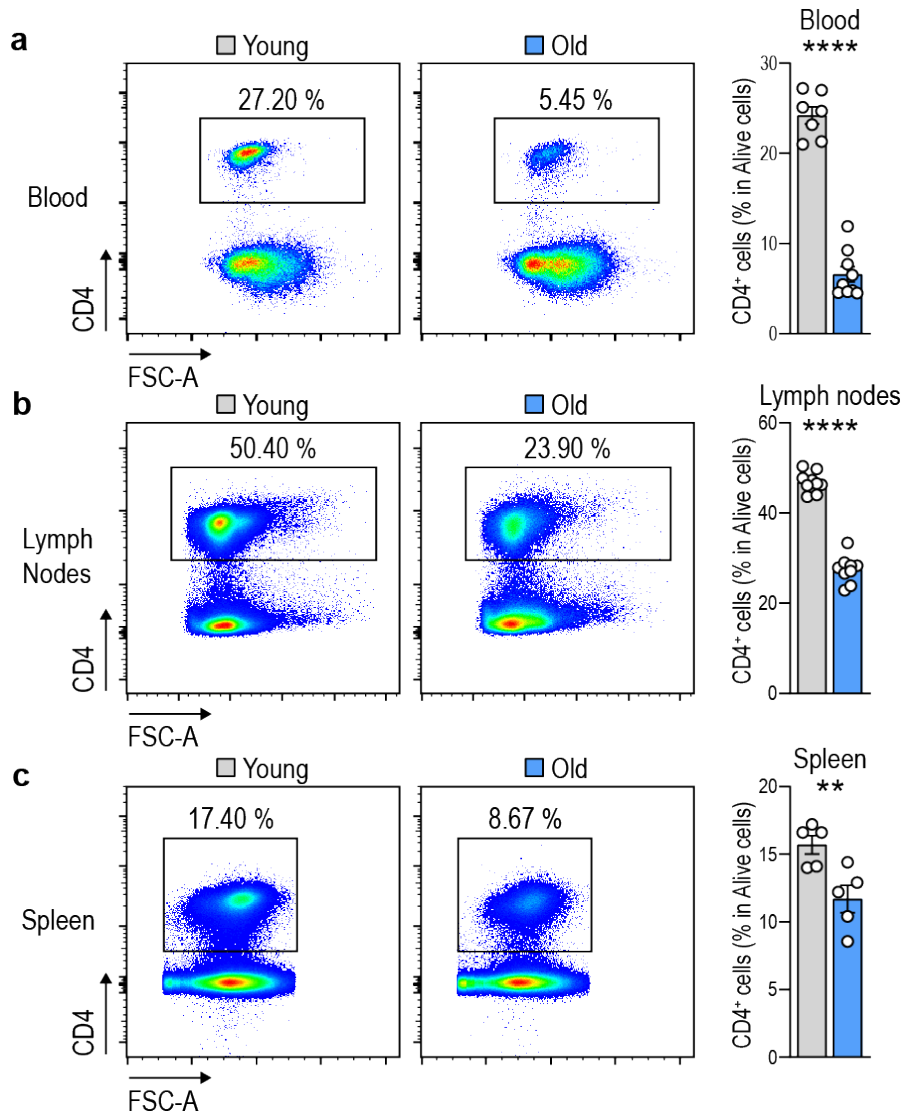 a
Young
Old
Blood
****
27.20 %
5.45 %
Blood
CD4
FSC-A
CD4⁺ cells (% in Alive cells)
30
20
10
0
b
Young
Old
Lymph nodes
****
50.40 %
23.90 %
Lymph
Nodes
CD4
FSC-A
CD4⁺ cells (% in Alive cells)
60
40
20
0
c
Young
Old
Spleen
**
17.40 %
8.67 %
Spleen
CD4
FSC-A
CD4⁺ cells (% in Alive cells)
20
15
10
5
0